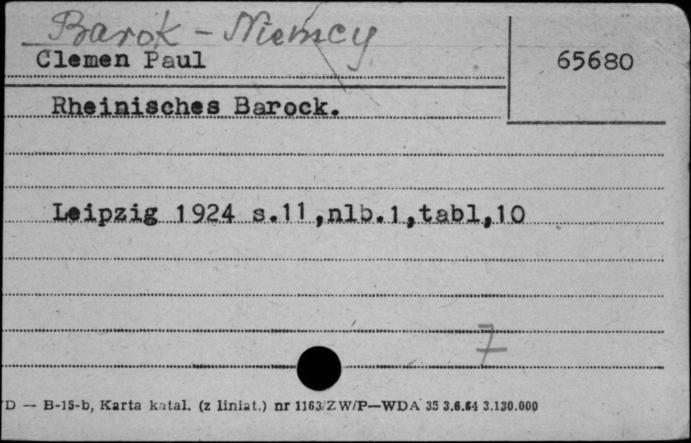 Barok - Niemcy
Clemen Paul
65680
Rheinisches Barock.
Leipzig 1924 s.11,nlb.1,tabl,10
7
D — B-15-b, Karta katal. (z liniat.) nr 1163/ZW/P—WDA 35 3.6.64 3.130.000